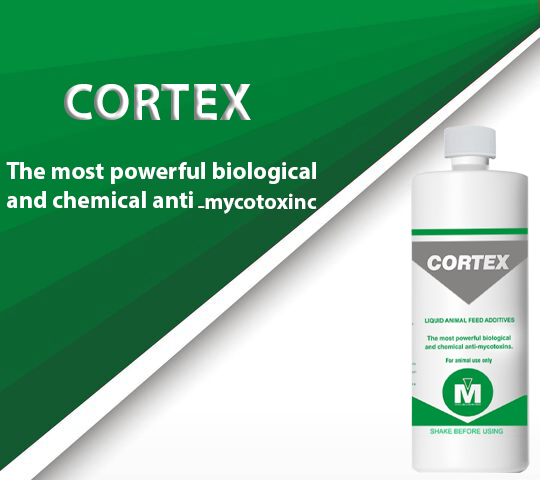 CORTEX
The most powerful biological
and chemical anti -mycotoxinc
CORTEX
LIQUID ANIMAL FEED ADDITIVES
The most powerful biological
and chemical anti-mycotoxins.
For animal use only
M
SHAKE BEFORE USING